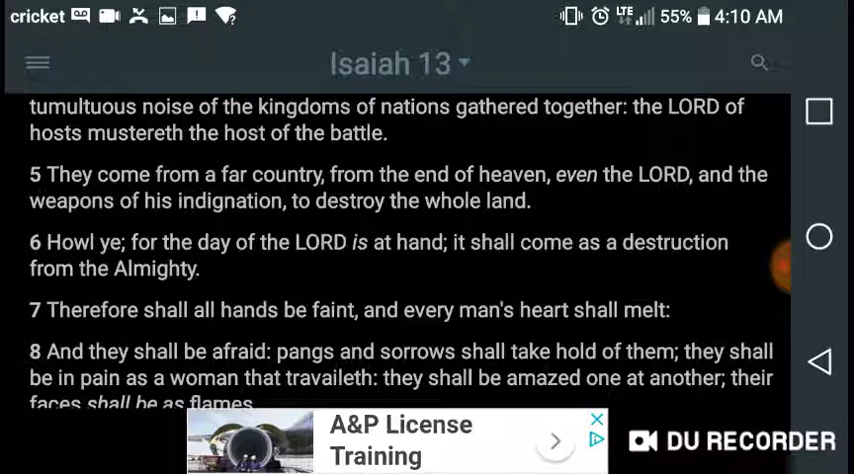 cricket LTE 55% 4:10 AM
Isaiah 13
tumultuous noise of the kingdoms of nations gathered together: the LORD of
hosts mustereth the host of the battle.
5 They come from a far country, from the end of heaven, even the LORD, and the
weapons of his indignation, to destroy the whole land.
6 Howl ye; for the day of the LORD is at hand; it shall come as a destruction
from the Almighty.
7 Therefore shall all hands be faint, and every man's heart shall melt:
8 And they shall be afraid: pangs and sorrows shall take hold of them; they shall
be in pain as a woman that travaileth: they shall be amazed one at another; their
faces shall be as flames
A&P License
Training
DU RECORDER